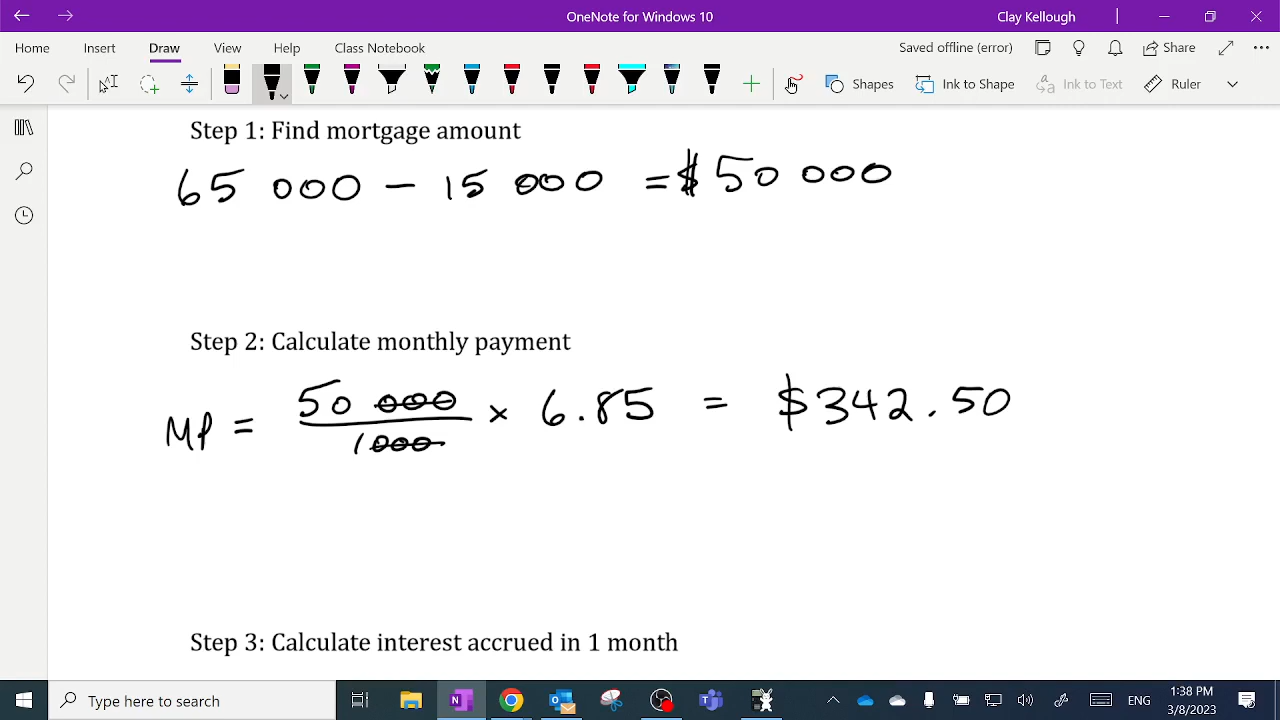 OneNote for Windows 10
Clay Kellough
Home Insert Draw View Help Class Notebook
Saved offline (error) Share
Shapes Ink to Shape Ink to Text Ruler
Step 1: Find mortgage amount
65 000 - 15 000 = $50 000
Step 2: Calculate monthly payment
MP = 50 000 / 1000 × 6.85 = $342.50
Step 3: Calculate interest accrued in 1 month
Type here to search
ENG
1:38 PM
3/8/2023